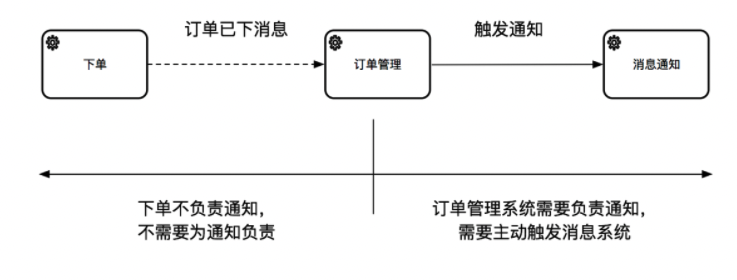 订单已下消息
触发通知
下单
订单管理
消息通知
下单不负责通知，
不需要为通知负责
订单管理系统需要负责通知，
需要主动触发消息系统